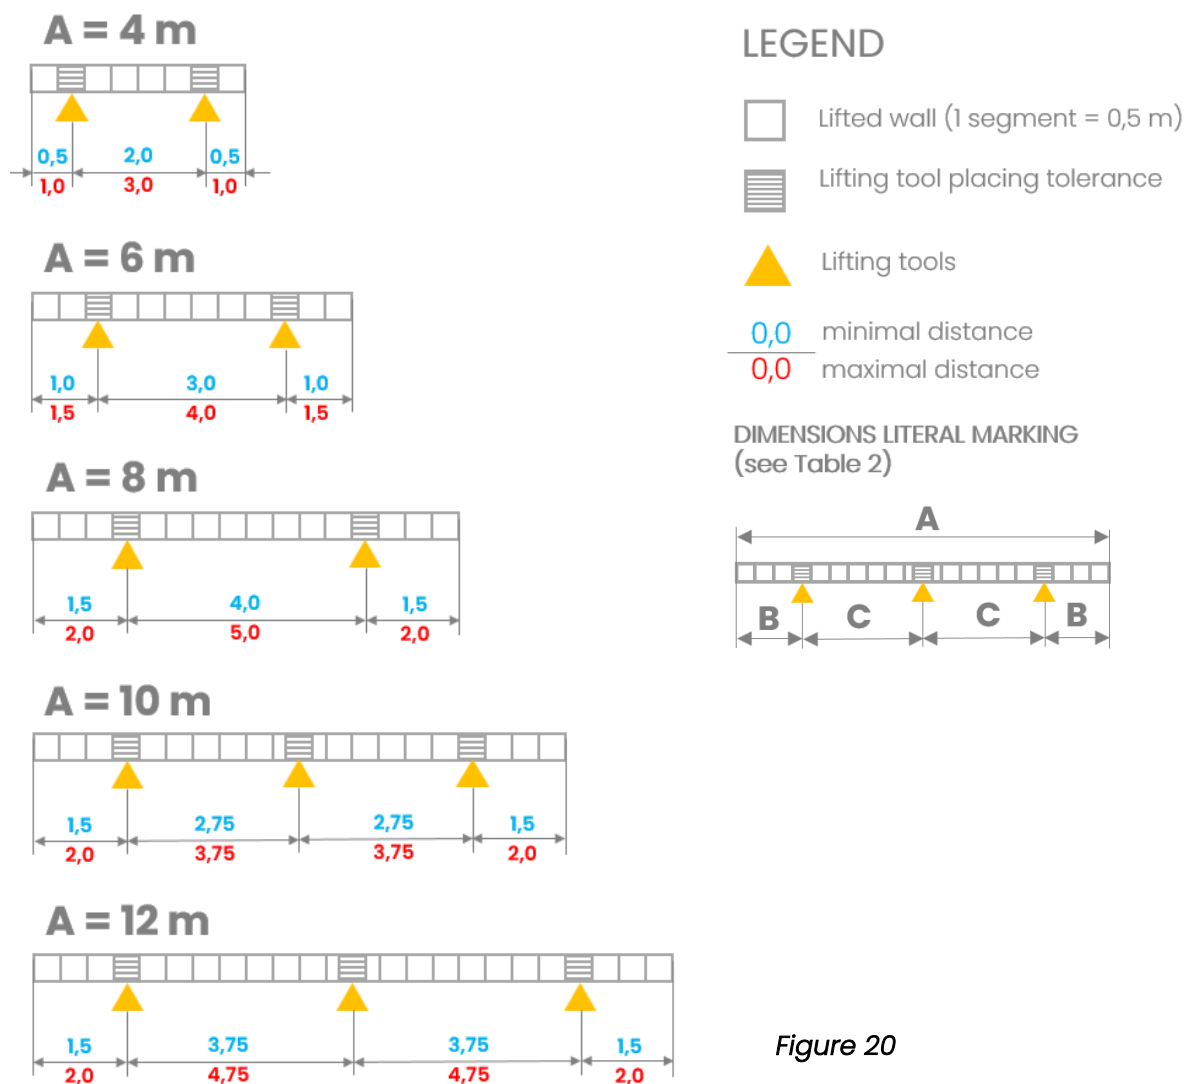 A = 4 m
0,5 2,0 0,5
1,0 3,0 1,0
A = 6 m
1,0 3,0 1,0
1,5 4,0 1,5
A = 8 m
1,5 4,0 1,5
2,0 5,0 2,0
A = 10 m
1,5 2,75 2,75 1,5
2,0 3,75 3,75 2,0
A = 12 m
1,5 3,75 3,75 1,5
2,0 4,75 4,75 2,0
LEGEND
Lifted wall (1 segment = 0,5 m)
Lifting tool placing tolerance
Lifting tools
0,0 minimal distance
0,0 maximal distance
DIMENSIONS LITERAL MARKING
(see Table 2)
A
B C C B
Figure 20